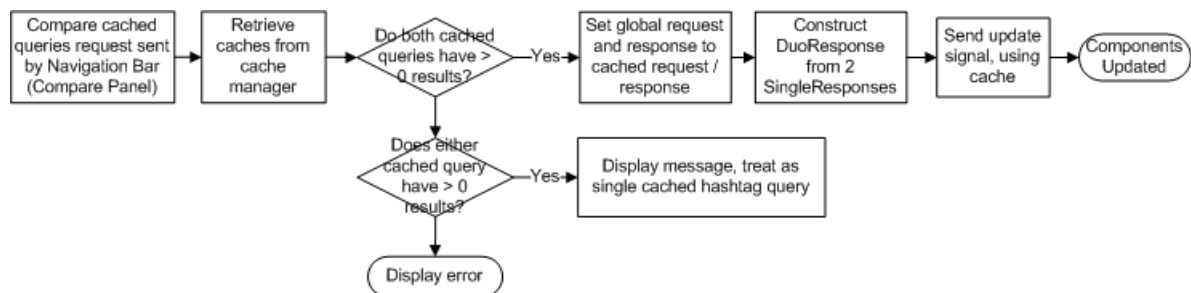 Compare cached
queries request sent
by Navigation Bar
(Compare Panel)
Retrieve
caches from
cache
manager
Do both cached
queries have >
0 results?
Yes
Set global request
and response to
cached request /
response
Construct
DuoResponse
from 2
SingleResponses
Send update
signal, using
cache
Components
Updated
Does either
cached query
have > 0
results?
Yes
Display message, treat as
single cached hashtag query
Display error